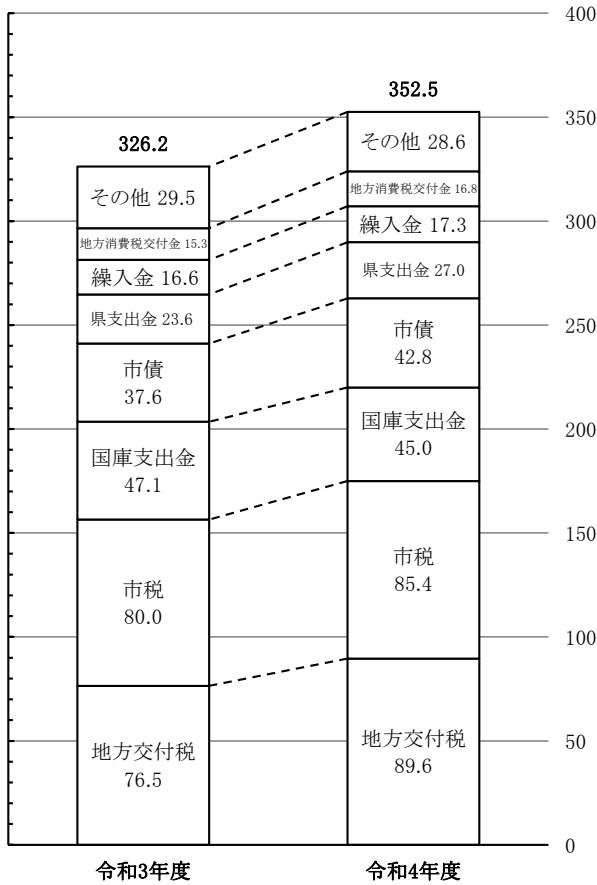 400
350
300
250
200
150
100
50
0
326.2
その他 29.5
地方消費税交付金 15.3
繰入金 16.6
県支出金 23.6
市債
37.6
国庫支出金
47.1
市税
80.0
地方交付税
76.5
令和3年度
352.5
その他 28.6
地方消費税交付金 16.8
繰入金 17.3
県支出金 27.0
市債
42.8
国庫支出金
45.0
市税
85.4
地方交付税
89.6
令和4年度